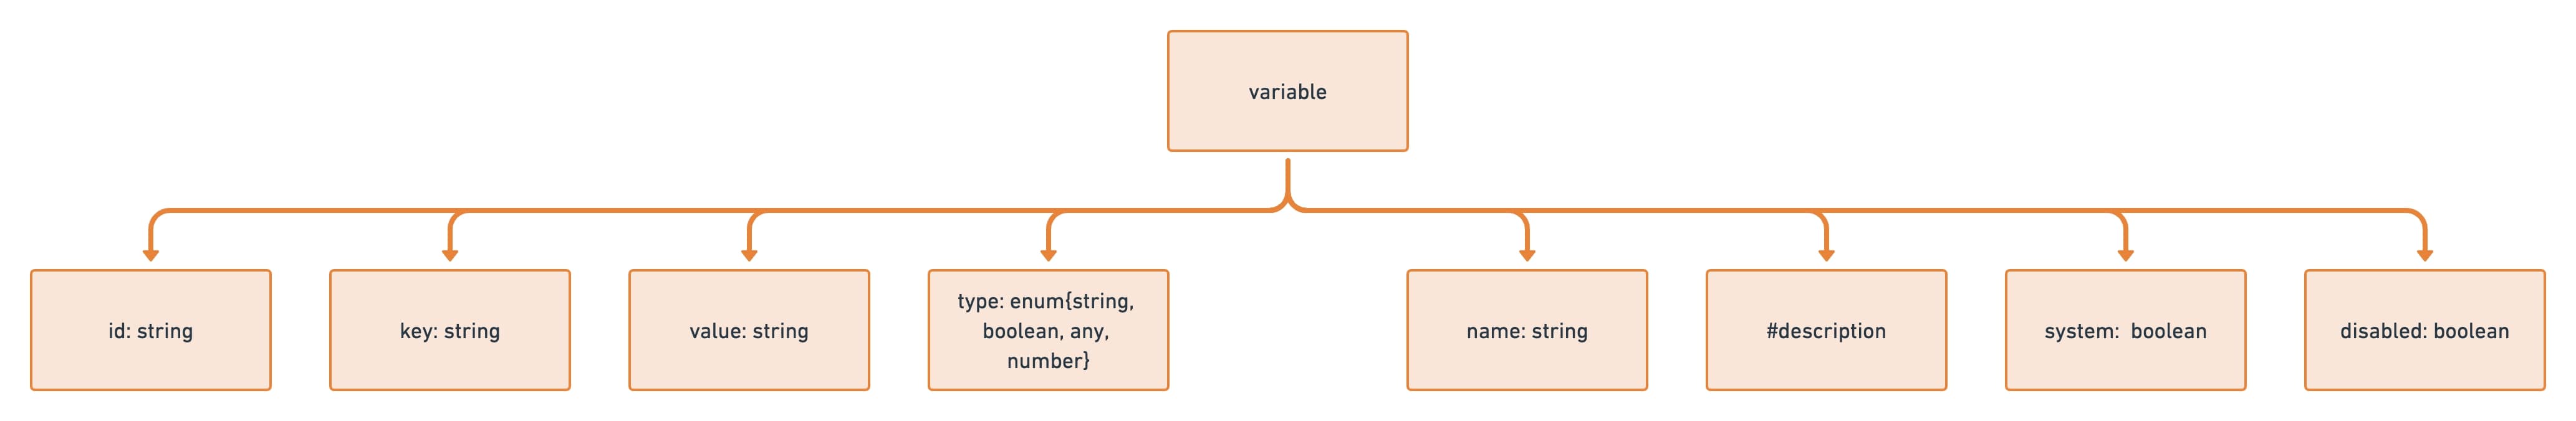 variable
id: string
key: string
value: string
type: enum{string,
boolean, any,
number}
name: string
#description
system:  boolean
disabled: boolean